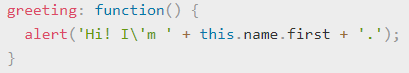 greeting: function() {
  alert('Hi! I\'m ' + this.name.first + '.');
}